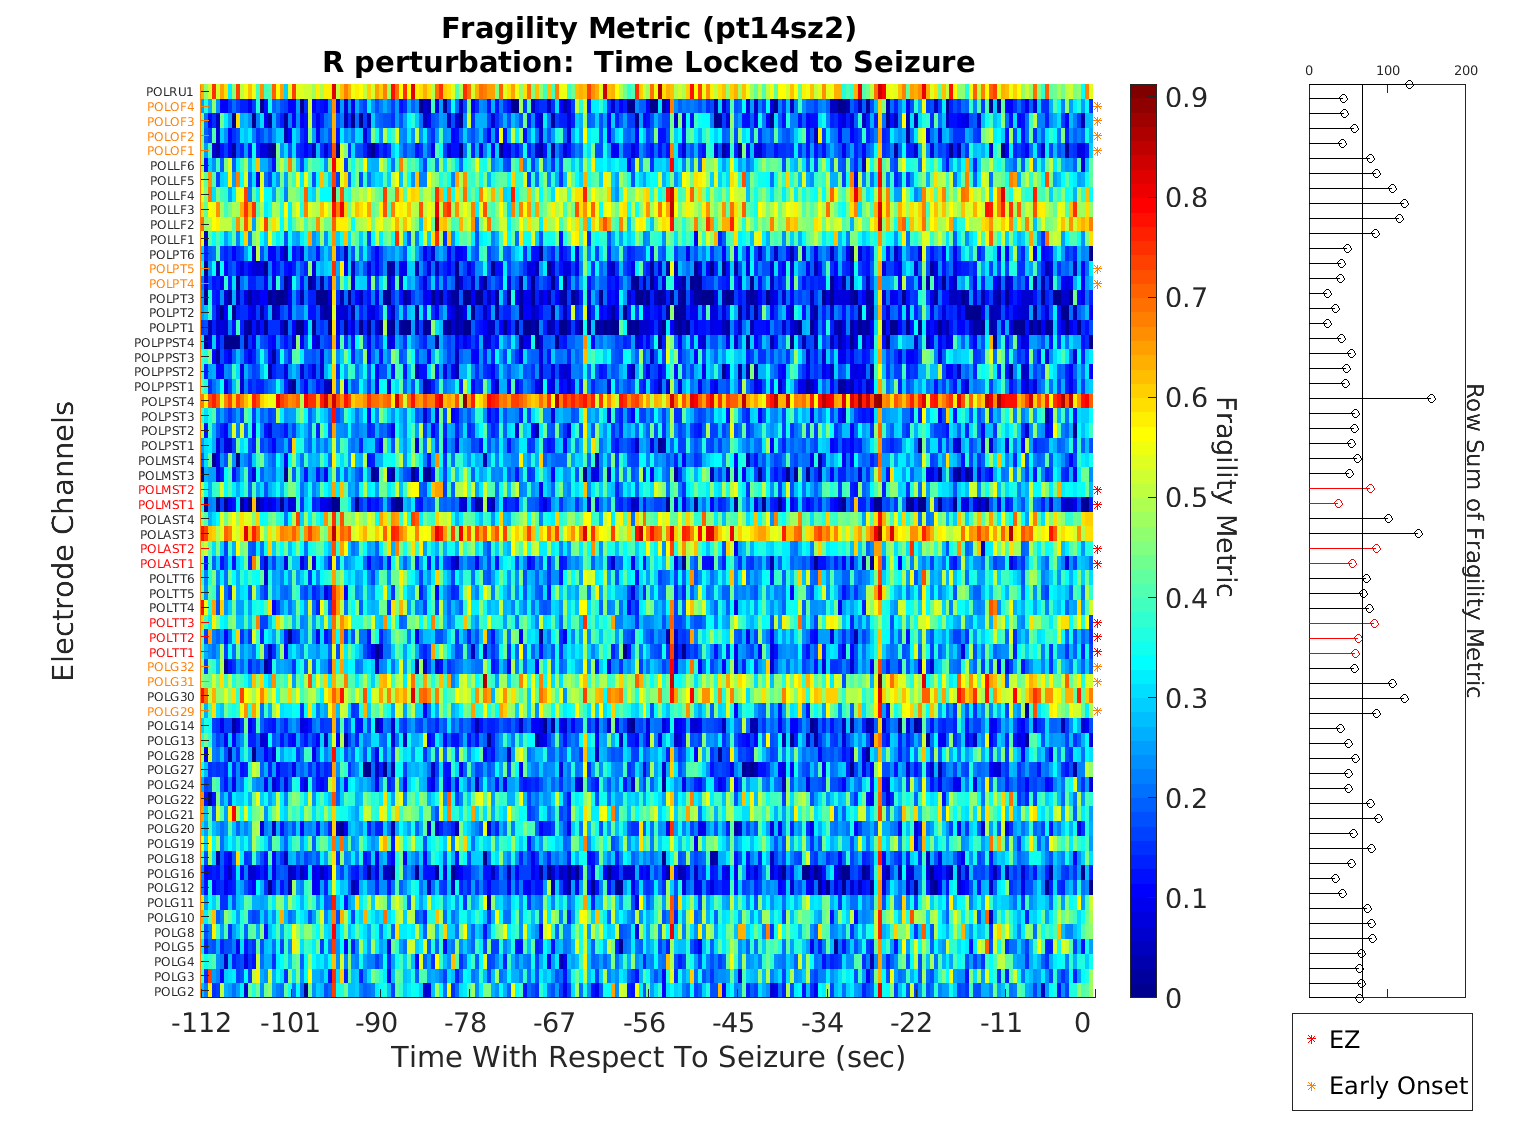 Fragility Metric (pt14sz2)
R perturbation:  Time Locked to Seizure
POLRU1
POLOF4
POLOF3
POLOF2
POLOF1
POLLF6
POLLF5
POLLF4
POLLF3
POLLF2
POLLF1
POLPT6
POLPT5
POLPT4
POLPT3
POLPT2
POLPT1
POLPPST4
POLPPST3
POLPPST2
POLPPST1
POLPST4
POLPST3
POLPST2
POLPST1
POLMST4
POLMST3
POLMST2
POLMST1
POLAST4
POLAST3
POLAST2
POLAST1
POLTT6
POLTT5
POLTT4
POLTT3
POLTT2
POLTT1
POLG32
POLG31
POLG30
POLG29
POLG14
POLG13
POLG28
POLG27
POLG24
POLG22
POLG21
POLG20
POLG19
POLG18
POLG16
POLG12
POLG11
POLG10
POLG8
POLG5
POLG4
POLG3
POLG2
Electrode Channels
-112 -101 -90 -78 -67 -56 -45 -34 -22 -11 0
Time With Respect To Seizure (sec)
0.9
0.8
0.7
0.6
0.5
0.4
0.3
0.2
0.1
0
Fragility Metric
0 100 200
Row Sum of Fragility Metric
EZ
Early Onset